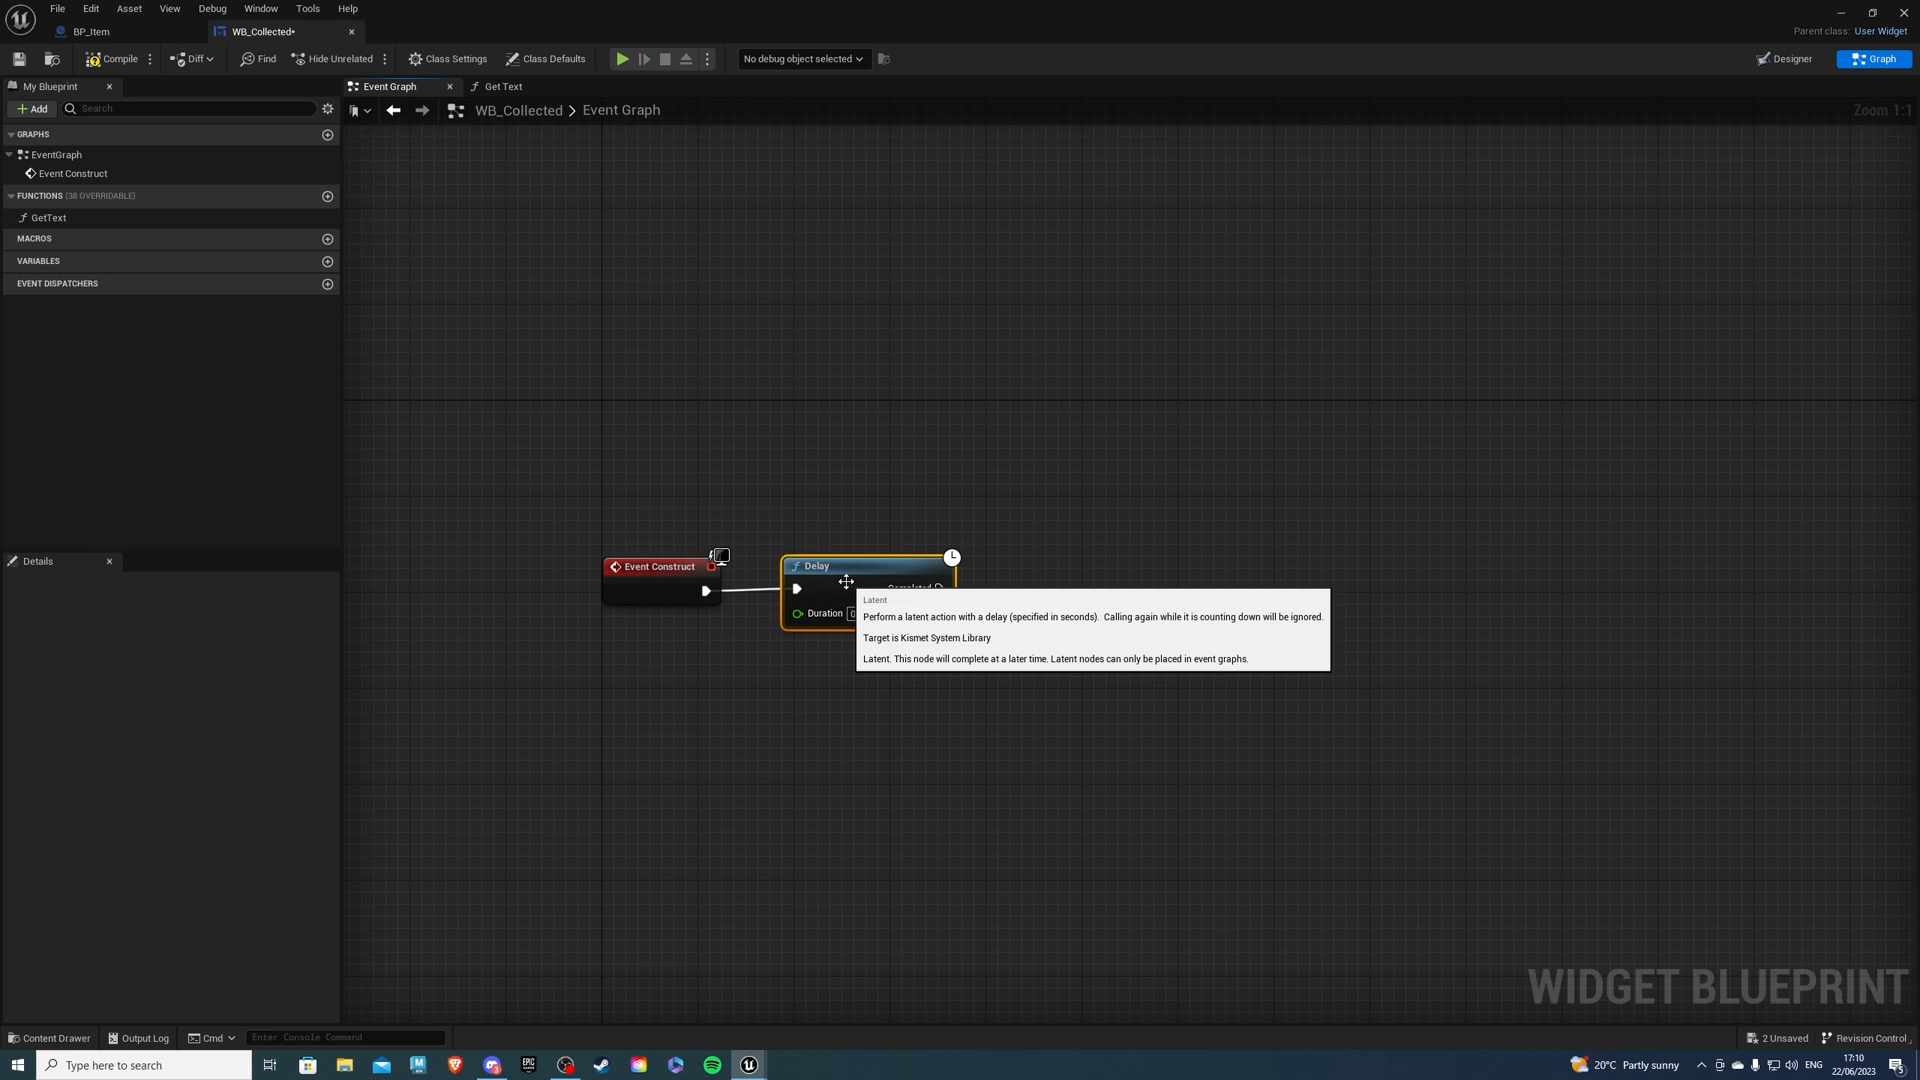 File Edit View Asset Debug Window Tools Help
BP_Item
WB_Collected*
Parent class: User Widget
Compile
Diff
Find
Hide Unrelated
Class Settings
Class Defaults
No debug object selected
Designer
Graph
My Blueprint
Event Graph
Get Text
Add
Search
WB_Collected > Event Graph
Zoom 1:1
GRAPHS
EventGraph
Event Construct
FUNCTIONS (38 OVERRIDABLE)
GetText
MACROS
VARIABLES
EVENT DISPATCHERS
Details
Event Construct
Delay
Completed
Duration
Latent
Perform a latent action with a delay (specified in seconds). Calling again while it is counting down will be ignored.
Target is Kismet System Library
Latent. This node will complete at a later time. Latent nodes can only be placed in event graphs.
WIDGET BLUEPRINT
Content Drawer
Output Log
Cmd
Enter Console Command
2 Unsaved
Revision Control
Type here to search
20°C Partly sunny
ENG
17:10
22/06/2023